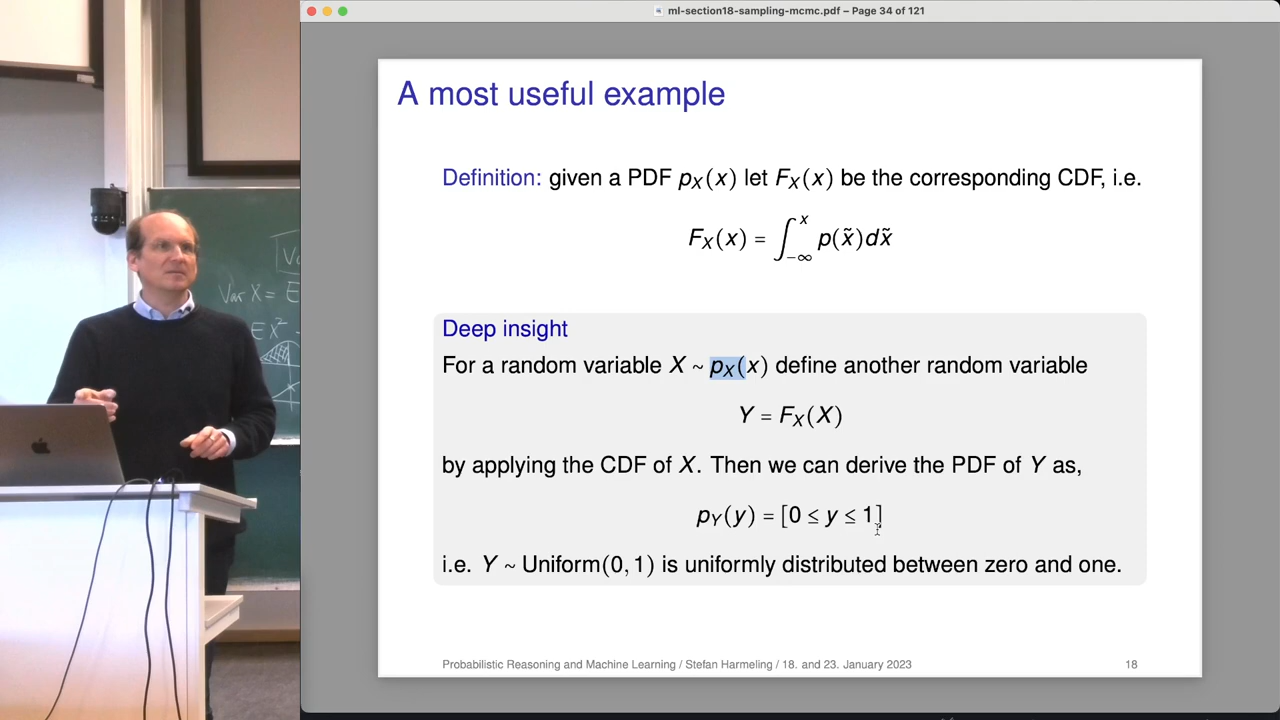 ml-section18-sampling-mcmc.pdf – Page 34 of 121
A most useful example
Definition: given a PDF p_X(x) let F_X(x) be the corresponding CDF, i.e.
F_X(x) = ∫_{-∞}^{x} p(x̃)dx̃
Deep insight
For a random variable X ~ p_X(x) define another random variable
Y = F_X(X)
by applying the CDF of X. Then we can derive the PDF of Y as,
p_Y(y) = [0 ≤ y ≤ 1]
i.e. Y ~ Uniform(0, 1) is uniformly distributed between zero and one.
Probabilistic Reasoning and Machine Learning / Stefan Harmeling / 18. and 23. January 2023
18
Var X = E
EX²